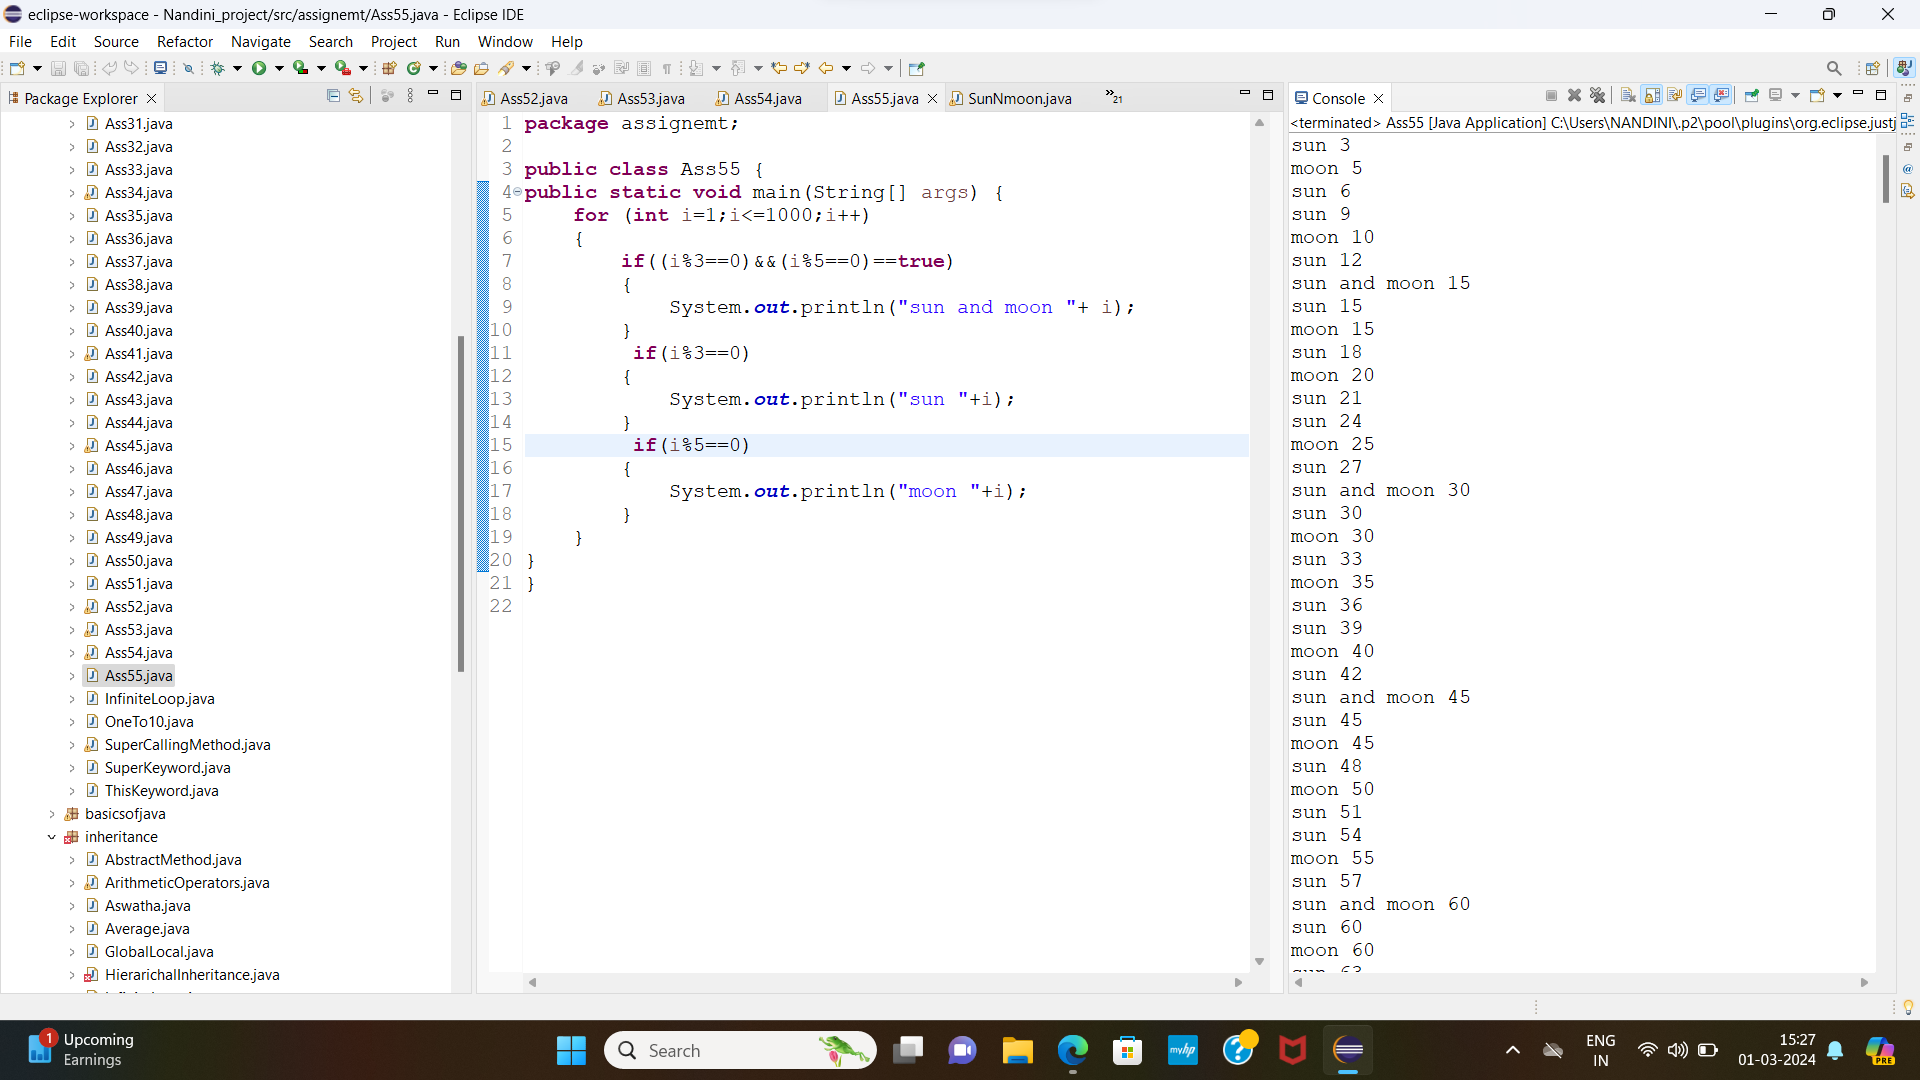 eclipse-workspace - Nandini_project/src/assignemt/Ass55.java - Eclipse IDE
File Edit Source Refactor Navigate Search Project Run Window Help
Package Explorer
Ass31.java
Ass32.java
Ass33.java
Ass34.java
Ass35.java
Ass36.java
Ass37.java
Ass38.java
Ass39.java
Ass40.java
Ass41.java
Ass42.java
Ass43.java
Ass44.java
Ass45.java
Ass46.java
Ass47.java
Ass48.java
Ass49.java
Ass50.java
Ass51.java
Ass52.java
Ass53.java
Ass54.java
Ass55.java
InfiniteLoop.java
OneTo10.java
SuperCallingMethod.java
SuperKeyword.java
ThisKeyword.java
basicsofjava
inheritance
AbstractMethod.java
ArithmeticOperators.java
Aswatha.java
Average.java
GlobalLocal.java
HierarichalInheritance.java
Ass52.java Ass53.java Ass54.java Ass55.java SunNmoon.java »21
1 package assignemt;
2
3 public class Ass55 {
4 public static void main(String[] args) {
5 for (int i=1;i<=1000;i++)
6 {
7 if((i%3==0)&&(i%5==0)==true)
8 {
9 System.out.println("sun and moon "+ i);
10 }
11 if(i%3==0)
12 {
13 System.out.println("sun "+i);
14 }
15 if(i%5==0)
16 {
17 System.out.println("moon "+i);
18 }
19 }
20 }
21 }
22
Console
<terminated> Ass55 [Java Application] C:\Users\NANDINI\.p2\pool\plugins\org.eclipse.justj
sun 3
moon 5
sun 6
sun 9
moon 10
sun 12
sun and moon 15
sun 15
moon 15
sun 18
moon 20
sun 21
sun 24
moon 25
sun 27
sun and moon 30
sun 30
moon 30
sun 33
moon 35
sun 36
sun 39
moon 40
sun 42
sun and moon 45
sun 45
moon 45
sun 48
moon 50
sun 51
sun 54
moon 55
sun 57
sun and moon 60
sun 60
moon 60
sun 63
1
Upcoming
Earnings
Search
myhp
ENG
IN
15:27
01-03-2024
PRE